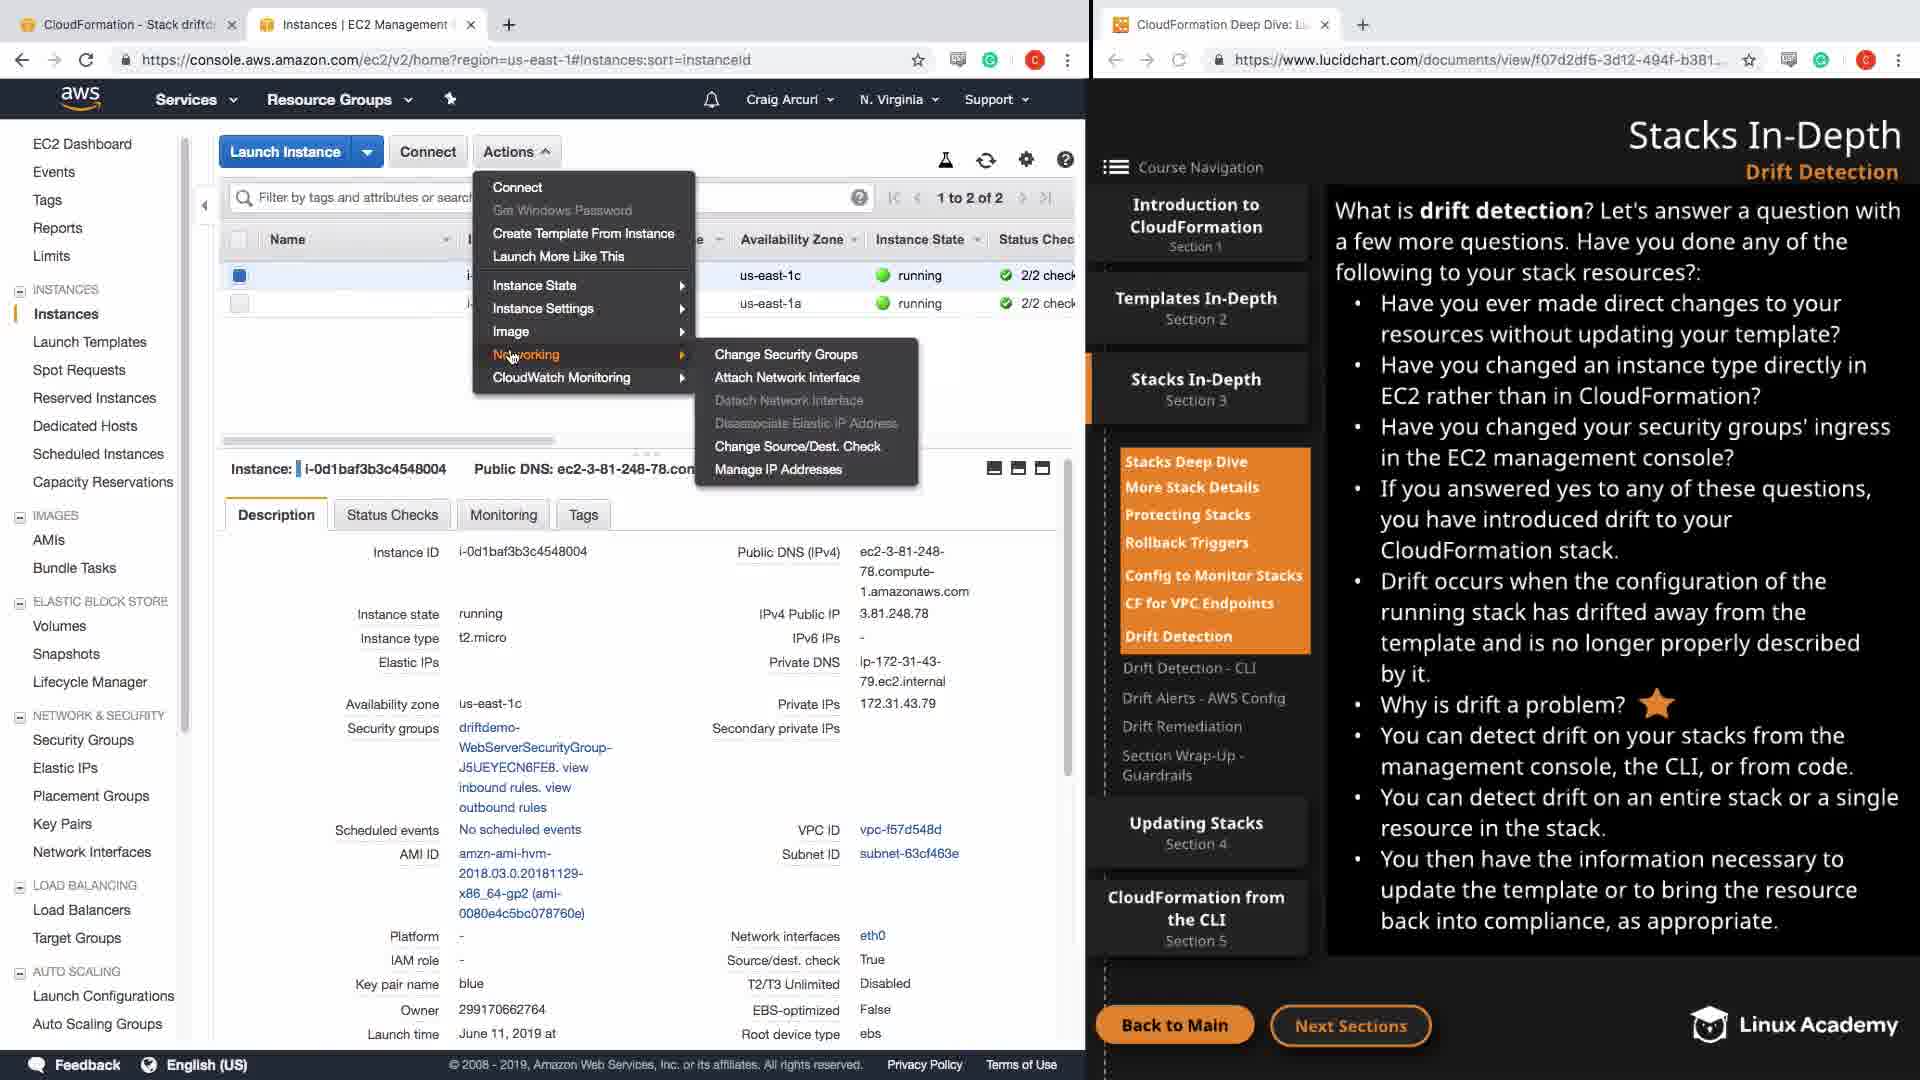 CloudFormation - Stack driftd
Instances | EC2 Management
https://console.aws.amazon.com/ec2/v2/home?region=us-east-1#Instances:sort=instanceId
C
aws
Services
Resource Groups
Craig Arcuri
N. Virginia
Support
EC2 Dashboard
Events
Tags
Reports
Limits
INSTANCES
Instances
Launch Templates
Spot Requests
Reserved Instances
Dedicated Hosts
Scheduled Instances
Capacity Reservations
IMAGES
AMIs
Bundle Tasks
ELASTIC BLOCK STORE
Volumes
Snapshots
Lifecycle Manager
NETWORK & SECURITY
Security Groups
Elastic IPs
Placement Groups
Key Pairs
Network Interfaces
LOAD BALANCING
Load Balancers
Target Groups
AUTO SCALING
Launch Configurations
Auto Scaling Groups
Launch Instance
Connect
Actions
Filter by tags and attributes or search
1 to 2 of 2
Name
Availability Zone
Instance State
Status Chec
us-east-1c
running
2/2 check
us-east-1a
running
2/2 check
Connect
Get Windows Password
Create Template From Instance
Launch More Like This
Instance State
Instance Settings
Image
Networking
CloudWatch Monitoring
Change Security Groups
Attach Network Interface
Detach Network Interface
Disassociate Elastic IP Address
Change Source/Dest. Check
Manage IP Addresses
Instance: i-0d1baf3b3c4548004 Public DNS: ec2-3-81-248-78.com
Description
Status Checks
Monitoring
Tags
Instance ID i-0d1baf3b3c4548004
Instance state running
Instance type t2.micro
Elastic IPs
Availability zone us-east-1c
Security groups driftdemo-
WebServerSecurityGroup-
J5UEYECN6FE8. view
inbound rules. view
outbound rules
Scheduled events No scheduled events
AMI ID amzn-ami-hvm-
2018.03.0.20181129-
x86_64-gp2 (ami-
0080e4c5bc078760e)
Platform -
IAM role -
Key pair name blue
Owner 299170662764
Launch time June 11, 2019 at
Public DNS (IPv4) ec2-3-81-248-
78.compute-
1.amazonaws.com
IPv4 Public IP 3.81.248.78
IPv6 IPs -
Private DNS ip-172-31-43-
79.ec2.internal
Private IPs 172.31.43.79
Secondary private IPs
VPC ID vpc-f57d548d
Subnet ID subnet-63cf463e
Network interfaces eth0
Source/dest. check True
T2/T3 Unlimited Disabled
EBS-optimized False
Root device type ebs
Feedback
English (US)
© 2008 - 2019, Amazon Web Services, Inc. or its affiliates. All rights reserved.
Privacy Policy
Terms of Use
CloudFormation Deep Dive: Lu
https://www.lucidchart.com/documents/view/f07d2df5-3d12-494f-b381...
C
Stacks In-Depth
Drift Detection
Course Navigation
Introduction to
CloudFormation
Section 1
Templates In-Depth
Section 2
Stacks In-Depth
Section 3
Stacks Deep Dive
More Stack Details
Protecting Stacks
Rollback Triggers
Config to Monitor Stacks
CF for VPC Endpoints
Drift Detection
Drift Detection - CLI
Drift Alerts - AWS Config
Drift Remediation
Section Wrap-Up -
Guardrails
Updating Stacks
Section 4
CloudFormation from
the CLI
Section 5
What is drift detection? Let's answer a question with
a few more questions. Have you done any of the
following to your stack resources?:
• Have you ever made direct changes to your
resources without updating your template?
• Have you changed an instance type directly in
EC2 rather than in CloudFormation?
• Have you changed your security groups' ingress
in the EC2 management console?
• If you answered yes to any of these questions,
you have introduced drift to your
CloudFormation stack.
• Drift occurs when the configuration of the
running stack has drifted away from the
template and is no longer properly described
by it.
• Why is drift a problem?
• You can detect drift on your stacks from the
management console, the CLI, or from code.
• You can detect drift on an entire stack or a single
resource in the stack.
• You then have the information necessary to
update the template or to bring the resource
back into compliance, as appropriate.
Back to Main
Next Sections
Linux Academy